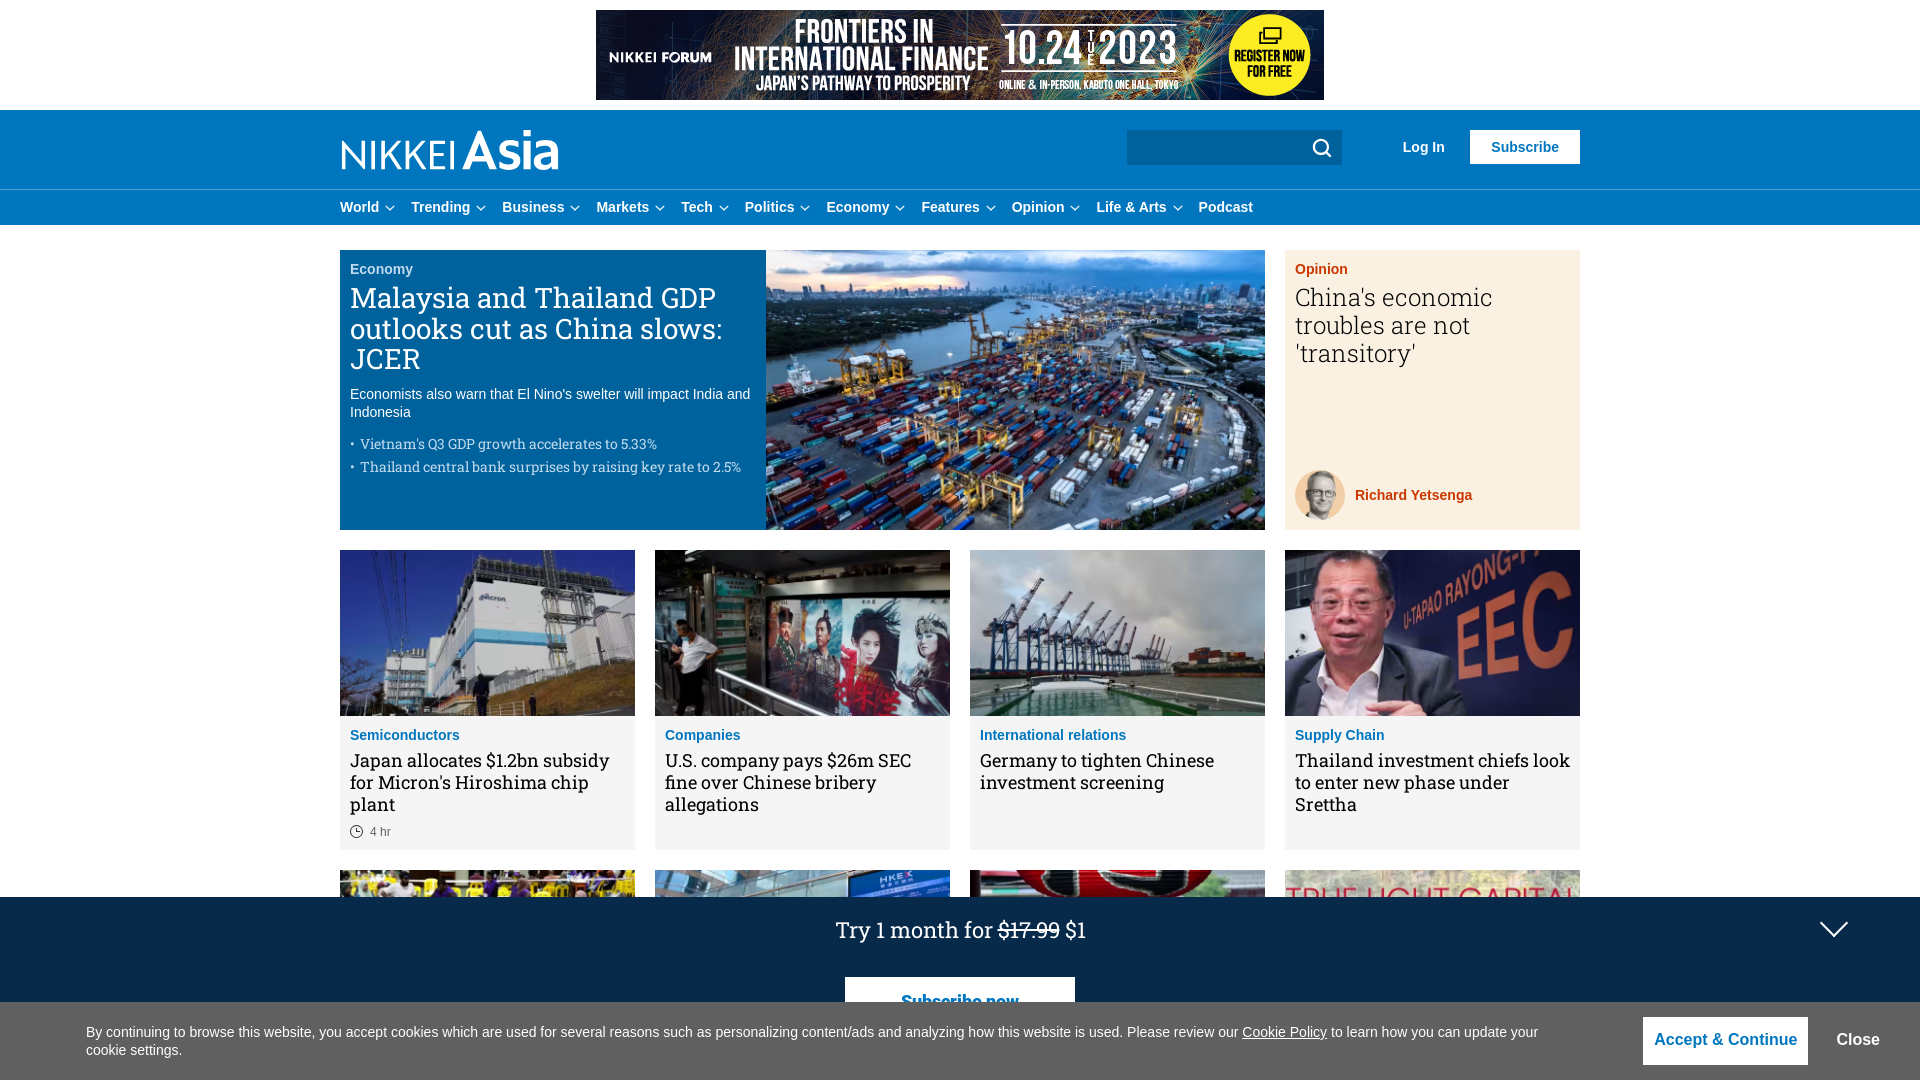 NIKKEI FORUM
FRONTIERS IN
INTERNATIONAL FINANCE
JAPAN'S PATHWAY TO PROSPERITY
10.24 TUE 2023
ONLINE & IN-PERSON, KABUTO ONE HALL, TOKYO
REGISTER NOW
FOR FREE
NIKKEI Asia
Log In
Subscribe
World
Trending
Business
Markets
Tech
Politics
Economy
Features
Opinion
Life & Arts
Podcast
Economy
Malaysia and Thailand GDP
outlooks cut as China slows:
JCER
Economists also warn that El Nino's swelter will impact India and
Indonesia
• Vietnam's Q3 GDP growth accelerates to 5.33%
• Thailand central bank surprises by raising key rate to 2.5%
Opinion
China's economic
troubles are not
'transitory'
Richard Yetsenga
Micron
U-TAPAO RAYONG-
EEC
Semiconductors
Japan allocates $1.2bn subsidy
for Micron's Hiroshima chip
plant
4 hr
Companies
U.S. company pays $26m SEC
fine over Chinese bribery
allegations
International relations
Germany to tighten Chinese
investment screening
Supply Chain
Thailand investment chiefs look
to enter new phase under
Srettha
HKEX
TRUE LIGHT CAPITAL
Try 1 month for $17.99 $1
Subscribe now
By continuing to browse this website, you accept cookies which are used for several reasons such as personalizing content/ads and analyzing how this website is used. Please review our Cookie Policy to learn how you can update your
cookie settings.
Accept & Continue
Close